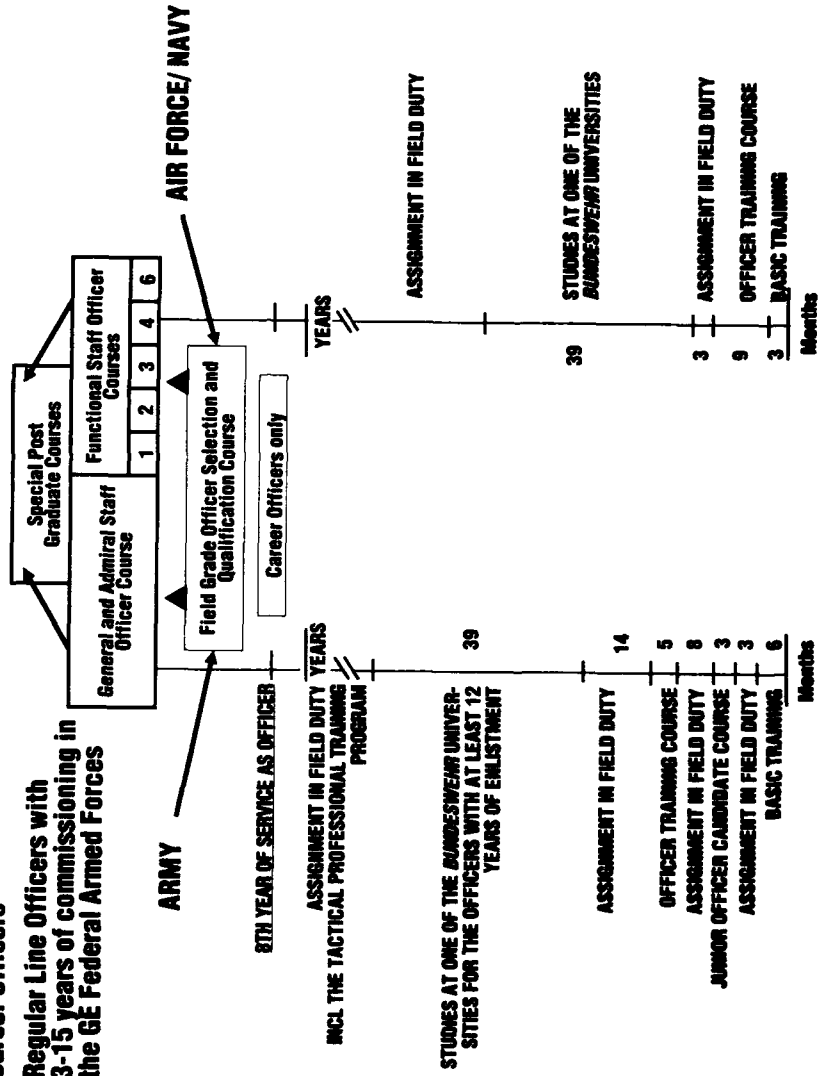 Regular Line Officers with
3-15 years of commissioning in
the GE Federal Armed Forces
Special Post
Graduate Courses
General and Admiral Staff
Officer Course
Functional Staff Officer
Courses
1 2 3 4 6
ARMY
AIR FORCE/ NAVY
Field Grade Officer Selection and
Qualification Course
Career Officers only
8TH YEAR OF SERVICE AS OFFICER
ASSIGNMENT IN FIELD DUTY
INCL THE TACTICAL PROFESSIONAL TRAINING
PROGRAM
YEARS
STUDIES AT ONE OF THE BUNDESWEHR UNIVER-
SITIES FOR THE OFFICERS WITH AT LEAST 12
YEARS OF ENLISTMENT
39
ASSIGNMENT IN FIELD DUTY
14
OFFICER TRAINING COURSE
5
ASSIGNMENT IN FIELD DUTY
8
JUNIOR OFFICER CANDIDATE COURSE
3
ASSIGNMENT IN FIELD DUTY
3
BASIC TRAINING
6
Months
YEARS
ASSIGNMENT IN FIELD DUTY
39
STUDIES AT ONE OF THE
BUNDESWEHR UNIVERSITIES
3
ASSIGNMENT IN FIELD DUTY
9
OFFICER TRAINING COURSE
3
BASIC TRAINING
Months